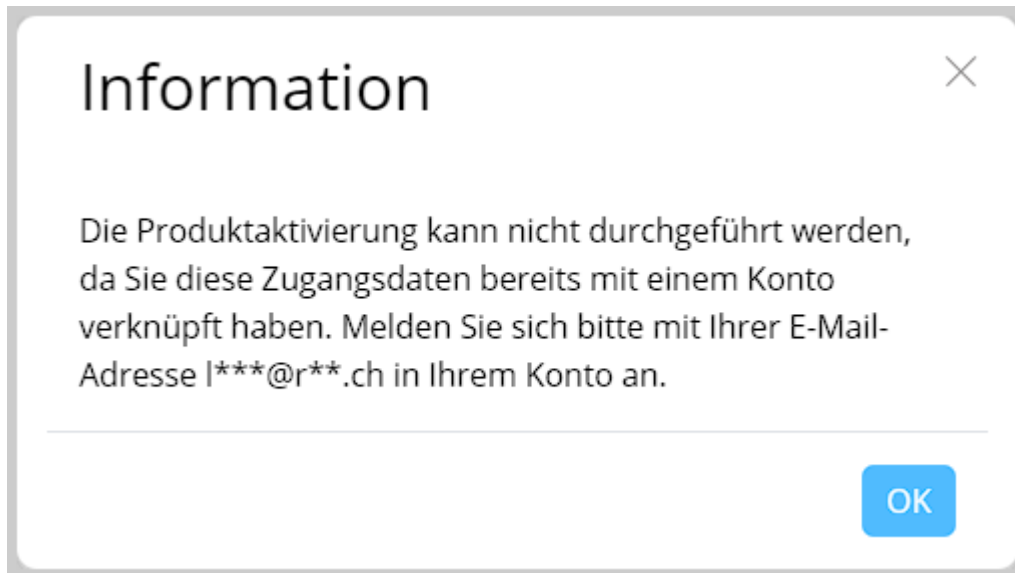 Information
Die Produktaktivierung kann nicht durchgeführt werden,
da Sie diese Zugangsdaten bereits mit einem Konto
verknüpft haben. Melden Sie sich bitte mit Ihrer E-Mail-
Adresse l***@r**.ch in Ihrem Konto an.
OK